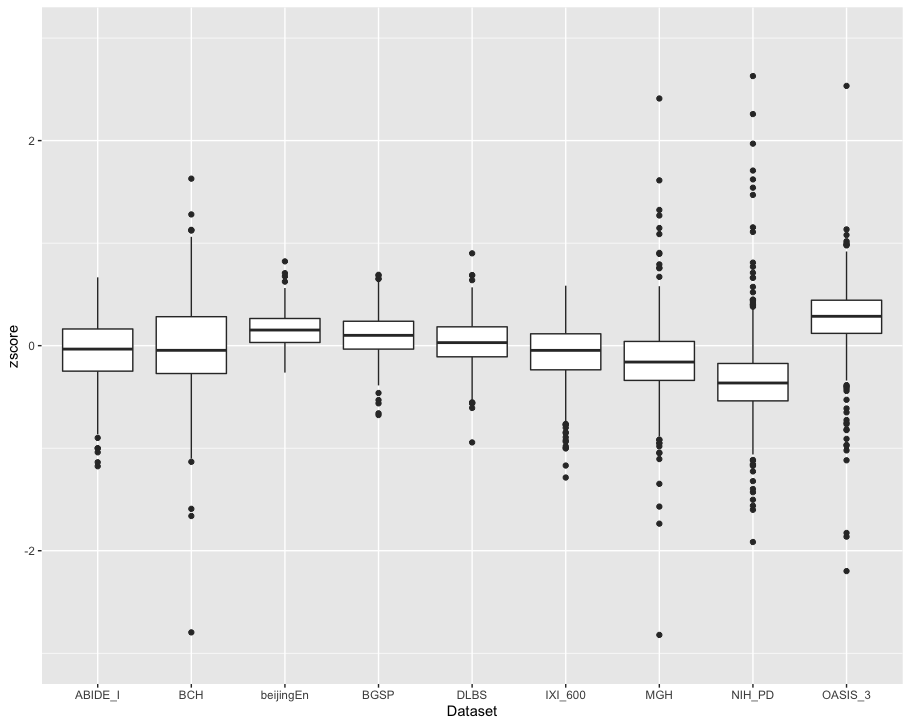 zscore
2
0
-2
ABIDE_I BCH beijingEn BGSP DLBS IXI_600 MGH NIH_PD OASIS_3
Dataset